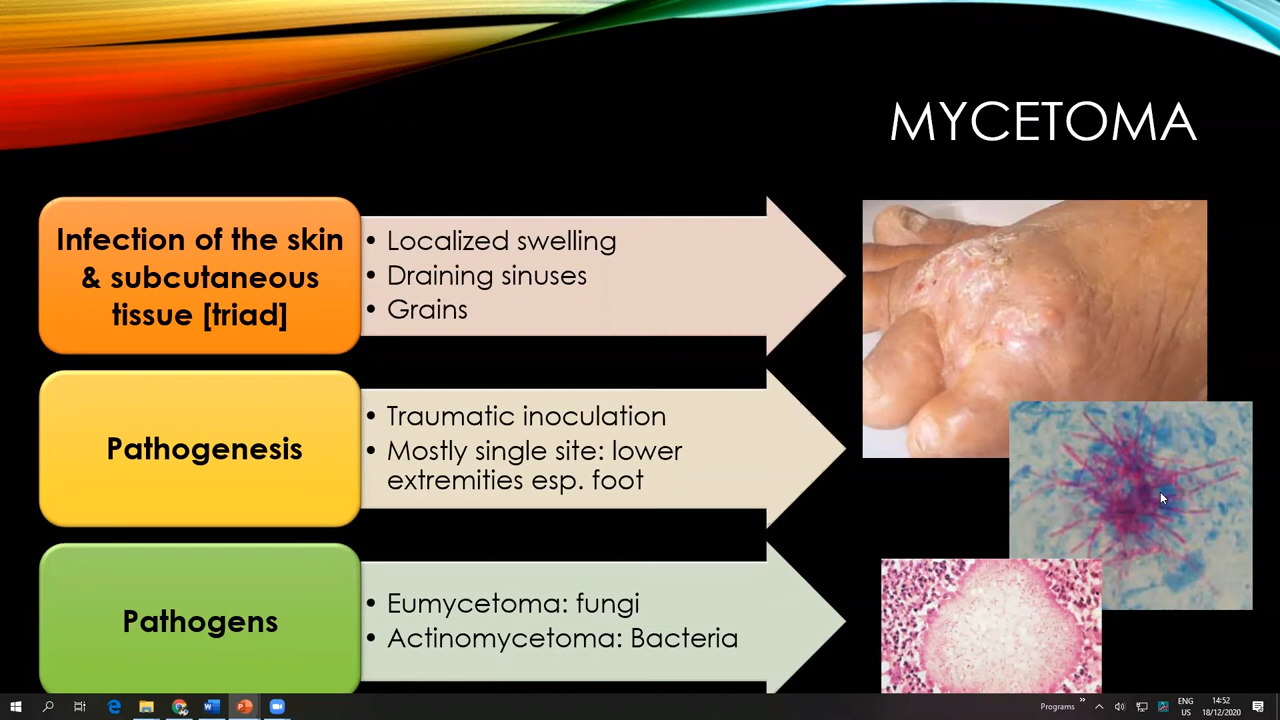 MYCETOMA
Infection of the skin
& subcutaneous
tissue [triad]
• Localized swelling
• Draining sinuses
• Grains
Pathogenesis
• Traumatic inoculation
• Mostly single site: lower
extremities esp. foot
Pathogens
• Eumycetoma: fungi
• Actinomycetoma: Bacteria
Programs
ENG
US
14:52
18/12/2020